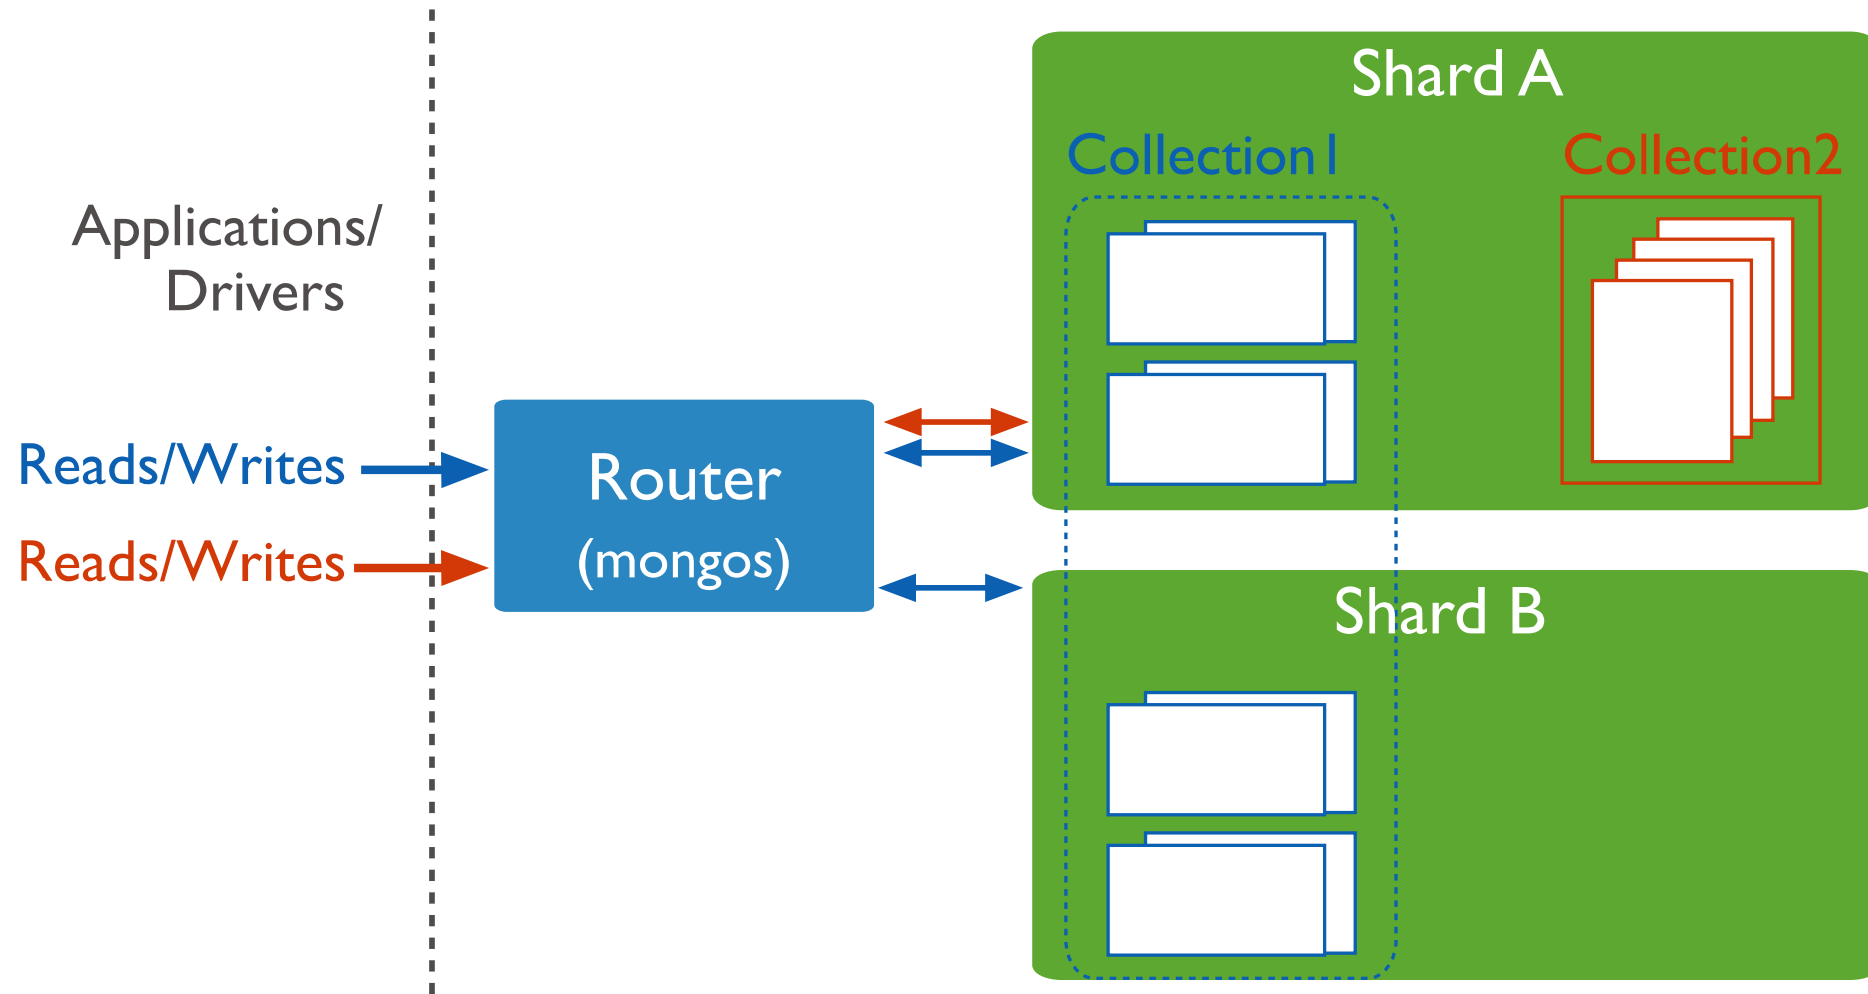 Applications/
Drivers
Reads/Writes
Reads/Writes
Router
(mongos)
Shard A
Collection1
Collection2
Shard B